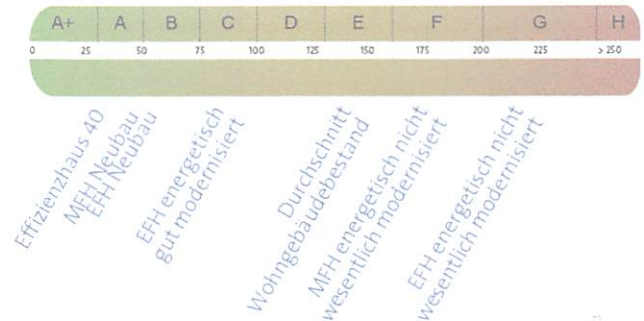 A+ A B C D E F G H
0 25 50 75 100 125 150 175 200 225 >250
Effizienzhaus 40
MFH Neubau
EFH Neubau
EFH energetisch
gut modernisiert
Durchschnitt
Wohngebäudebestand
MFH energetisch nicht
wesentlich modernisiert
EFH energetisch nicht
wesentlich modernisiert